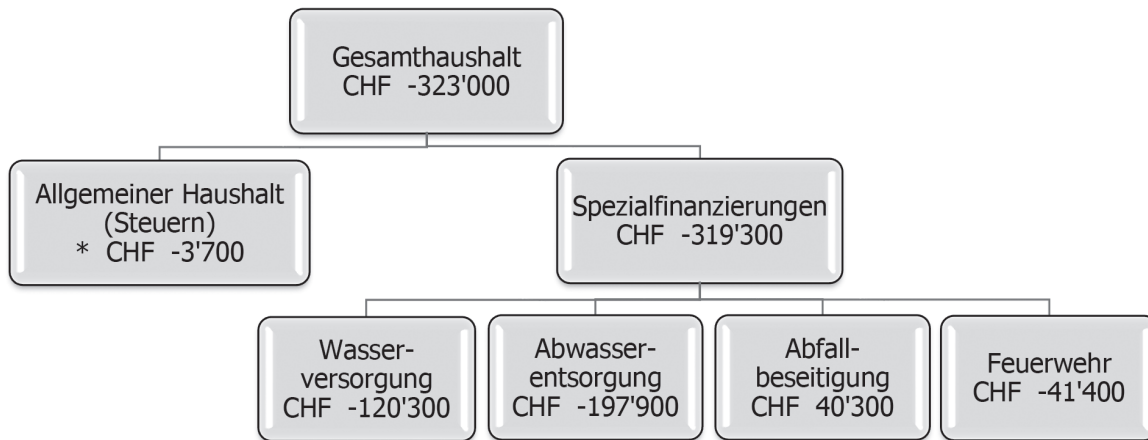 Gesamthaushalt
CHF -323'000
Allgemeiner Haushalt
(Steuern)
* CHF -3'700
Spezialfinanzierungen
CHF -319'300
Wasser-
versorgung
CHF -120'300
Abwasser-
entsorgung
CHF -197'900
Abfall-
beseitigung
CHF 40'300
Feuerwehr
CHF -41'400